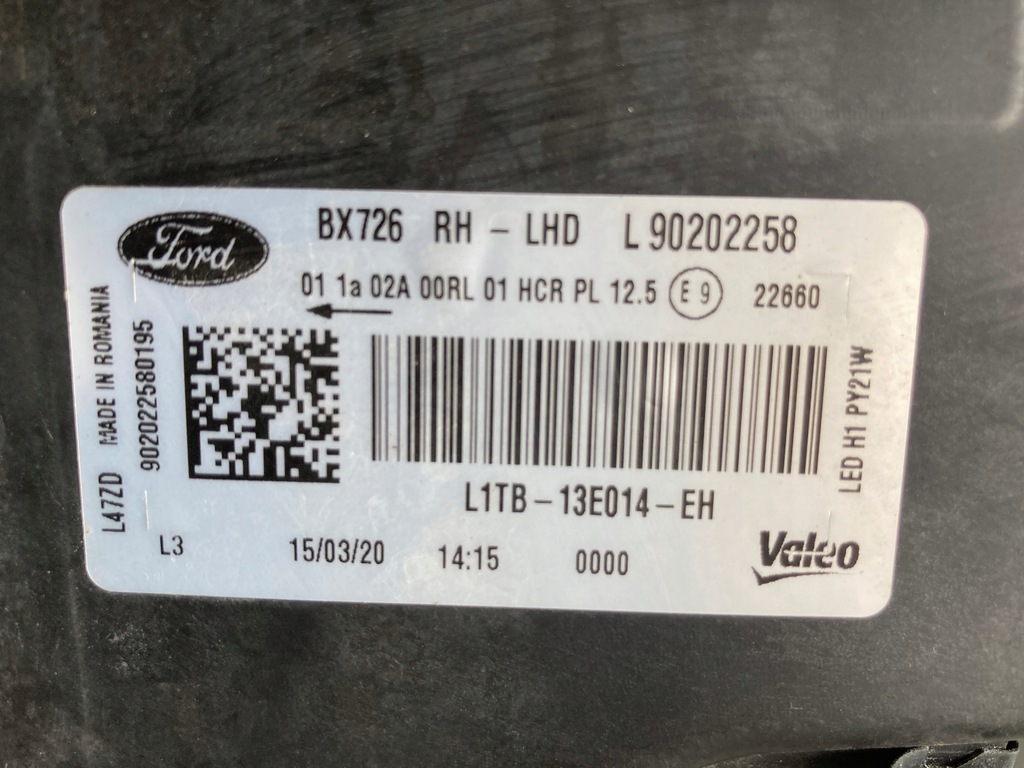 Ford
BX726 RH - LHD L 90202258
01 1a 02A 00RL 01 HCR PL 12.5 E 9 22660
L47ZD MADE IN ROMANIA
9020222580195
LED H1 PY21W
L1TB-13E014-EH
L3 15/03/20 14:15 0000
Valeo